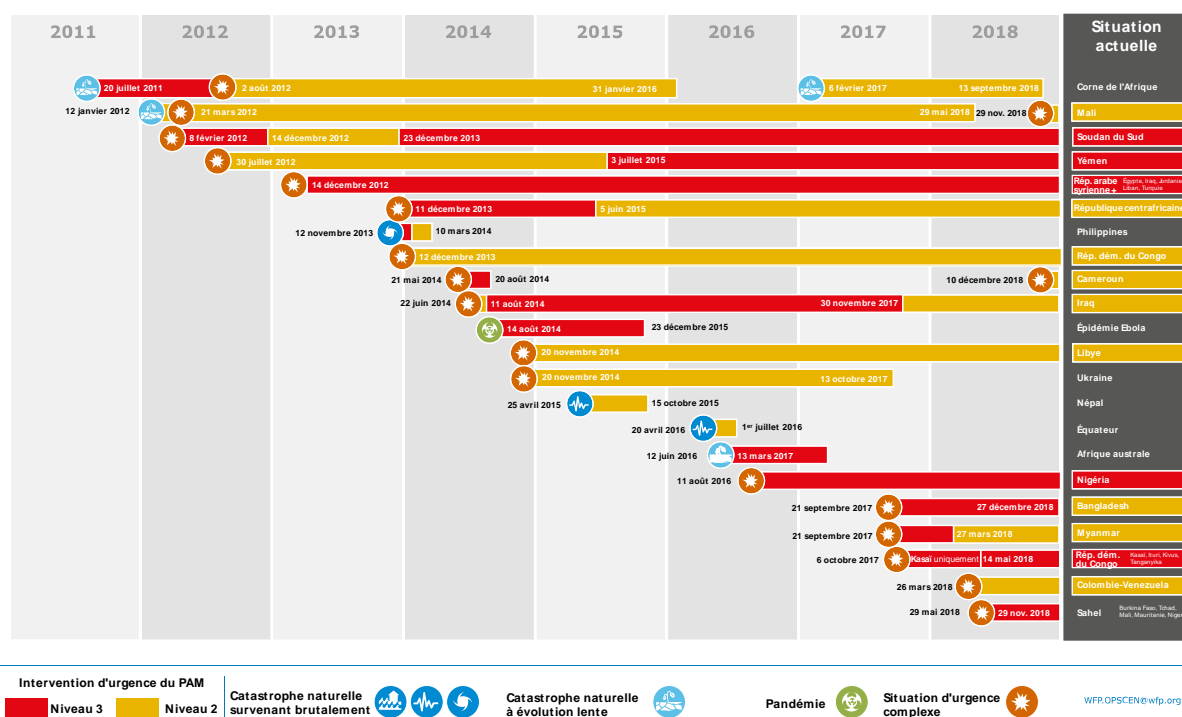 2011 2012 2013 2014 2015 2016 2017 2018 Situation
actuelle
20 juillet 2011 2 août 2012 31 janvier 2016 6 février 2017 13 septembre 2018 Corne de l'Afrique
12 janvier 2012 21 mars 2012 29 mai 2018 29 nov. 2018 Mali
8 février 2012 14 décembre 2012 23 décembre 2013 Soudan du Sud
30 juillet 2012 3 juillet 2015 Yémen
14 décembre 2012 Rép. arabe syrienne + Égypte, Iraq, Jordanie, Liban, Turquie
11 décembre 2013 5 juin 2015 République centrafricaine
12 novembre 2013 10 mars 2014 Philippines
12 décembre 2013 Rép. dém. du Congo
21 mai 2014 20 août 2014 10 décembre 2018 Cameroun
22 juin 2014 11 août 2014 30 novembre 2017 Iraq
14 août 2014 23 décembre 2015 Épidémie Ebola
20 novembre 2014 Libye
20 novembre 2014 13 octobre 2017 Ukraine
25 avril 2015 15 octobre 2015 Népal
20 avril 2016 1er juillet 2016 Équateur
12 juin 2016 13 mars 2017 Afrique australe
11 août 2016 Nigéria
21 septembre 2017 27 décembre 2018 Bangladesh
21 septembre 2017 27 mars 2018 Myanmar
6 octobre 2017 Kasaï uniquement 14 mai 2018 Rép. dém. du Congo Kasaï, Ituri, Kivus, Tanganyika
26 mars 2018 Colombie-Venezuela
29 mai 2018 29 nov. 2018 Sahel Burkina Faso, Tchad, Mali, Mauritanie, Niger
Intervention d'urgence du PAM
Niveau 3 Niveau 2
Catastrophe naturelle
survenant brutalement
Catastrophe naturelle
à évolution lente
Pandémie
Situation d'urgence
complexe
WFP.OPSCEN@wfp.org